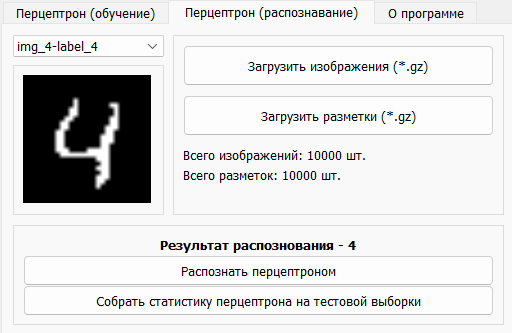 Перцептрон (обучение)
Перцептрон (распознавание)
О программе
img_4-label_4
Загрузить изображения (*.gz)
4
Загрузить разметки (*.gz)
Всего изображений: 10000 шт.
Всего разметок: 10000 шт.
Результат распознования - 4
Распознать перцептроном
Собрать статистику перцептрона на тестовой выборки